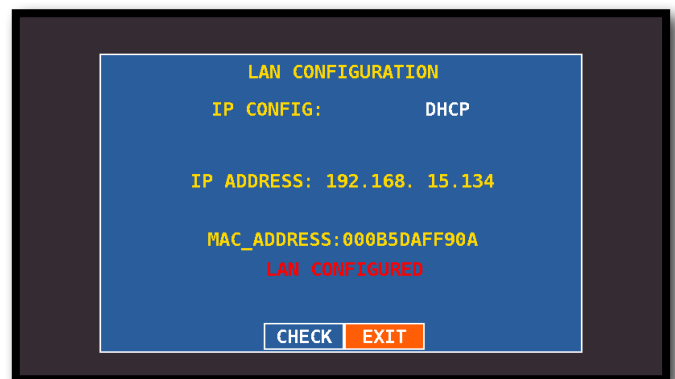 LAN CONFIGURATION
IP CONFIG: DHCP
IP ADDRESS: 192.168. 15.134
MAC_ADDRESS:000B5DAFF90A
LAN CONFIGURED
CHECK EXIT